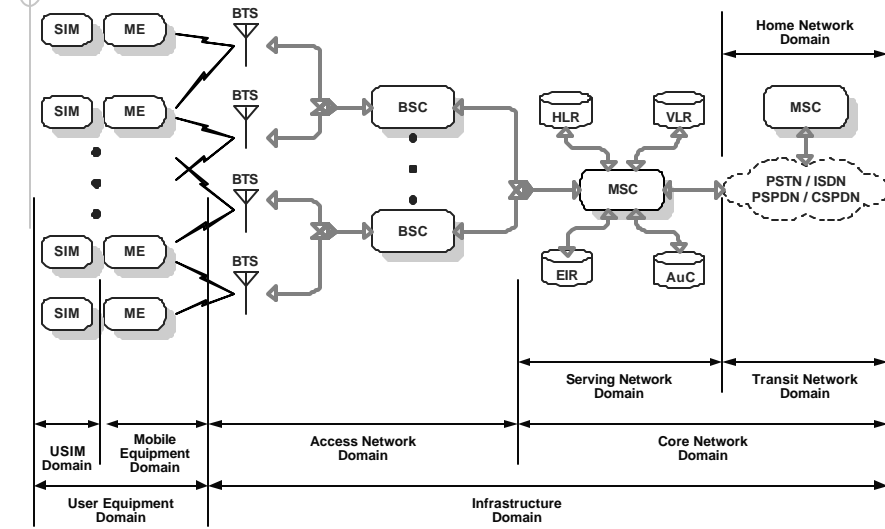 Home Network
Domain
SIM ME BTS
SIM ME BTS
BSC
HLR VLR
MSC
BTS
MSC
PSTN / ISDN
PSPDN / CSPDN
BSC
SIM ME BTS
EIR AuC
SIM ME
Serving Network
Domain
Transit Network
Domain
USIM
Domain
Mobile
Equipment
Domain
Access Network
Domain
Core Network
Domain
User Equipment
Domain
Infrastructure
Domain